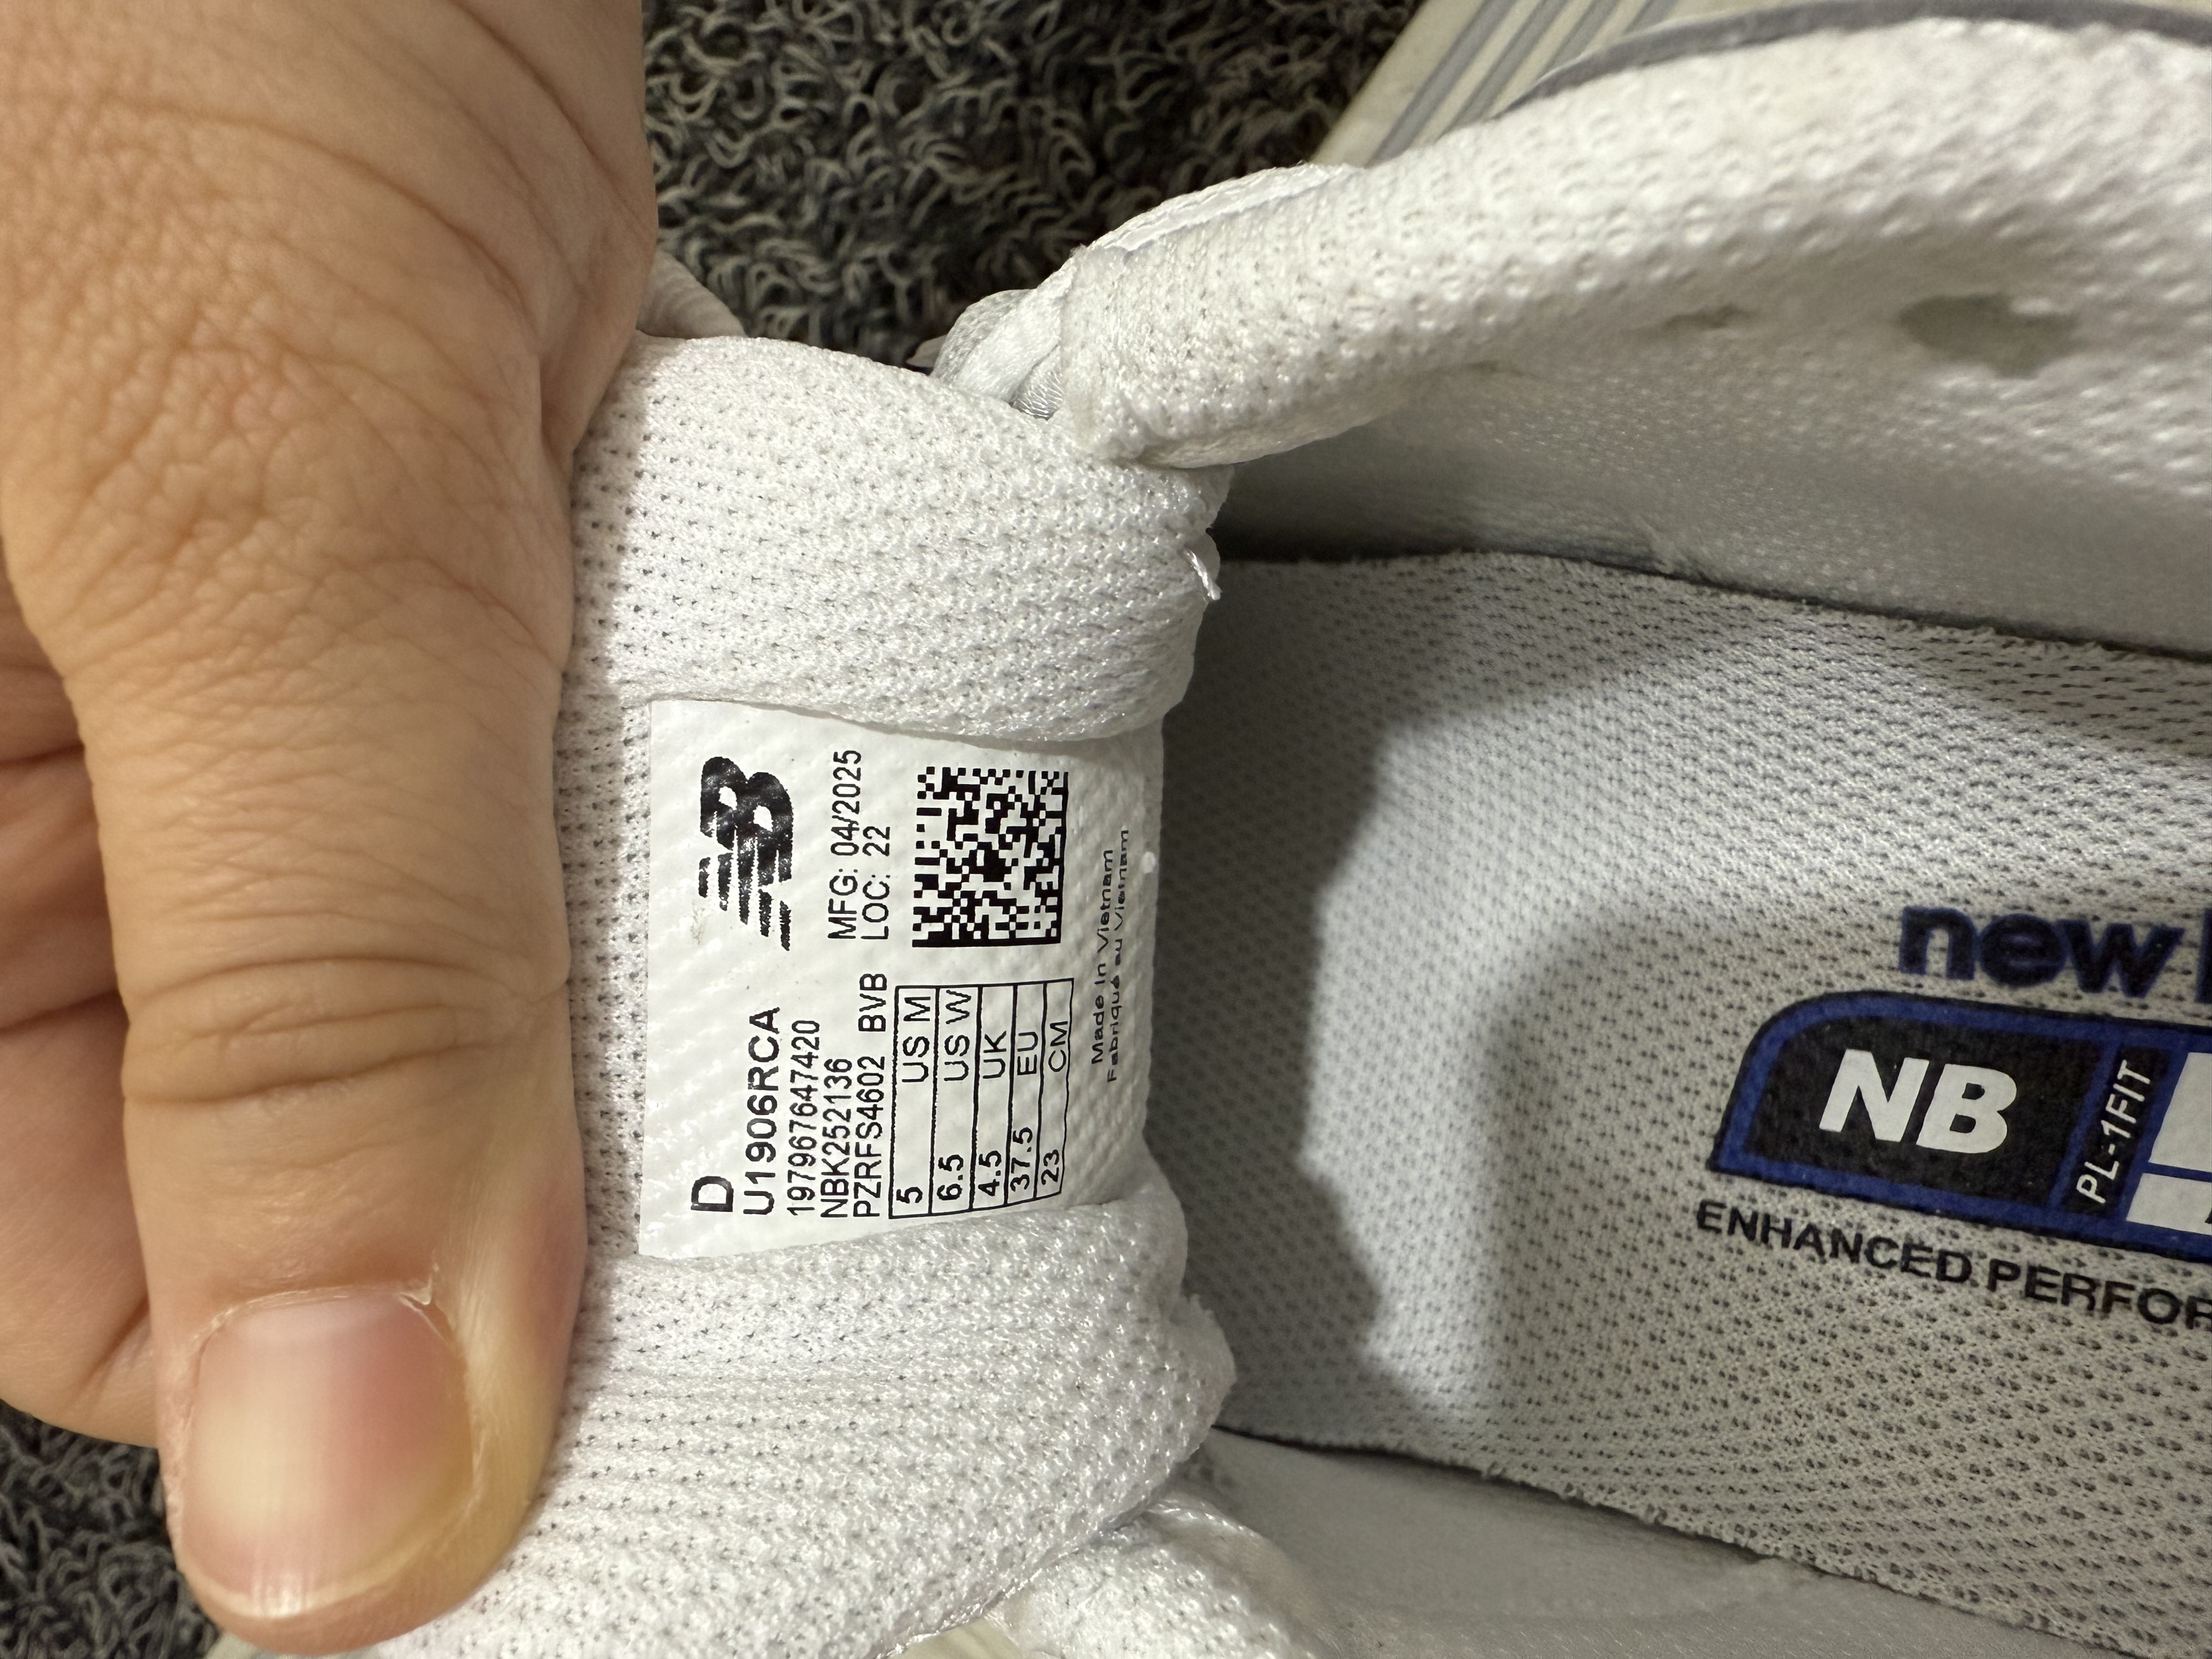 D
U1906RCA
197967647420
NBK252136
PZRFS4602 BVB
5 US M
6.5 US W
4.5 UK
37.5 EU
23 CM
NB
MFG: 04/2025
LOC: 22
Made in Vietnam
Fabriqué au Vietnam
new
NB
PL-1FIT
ENHANCED